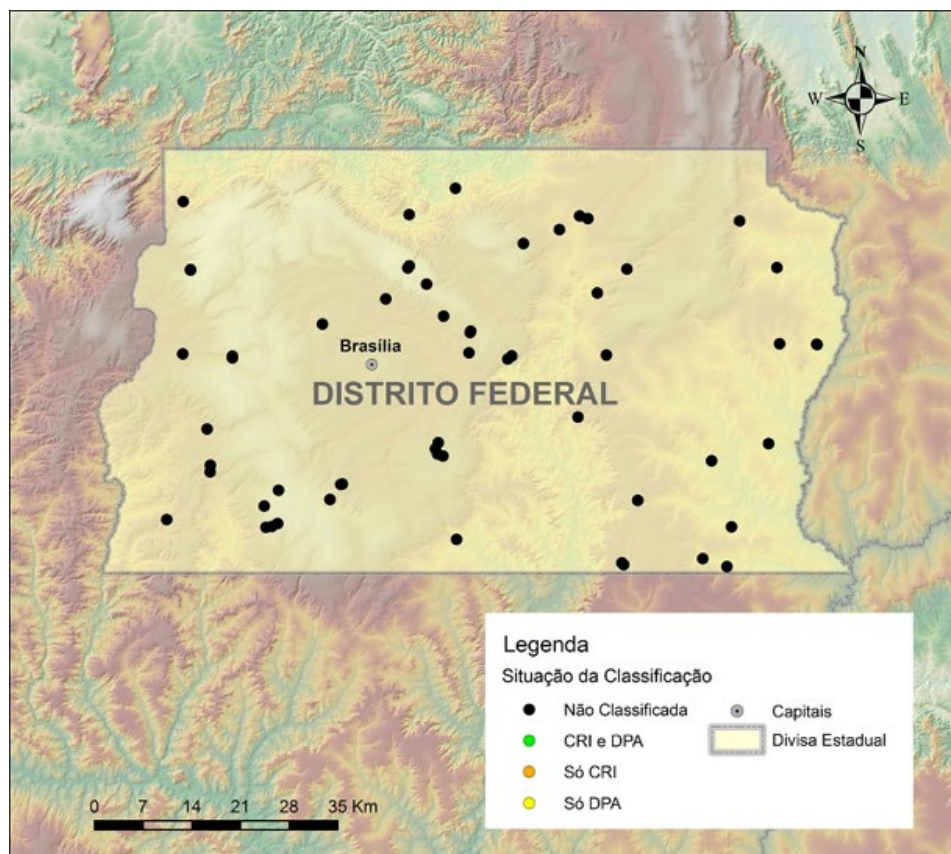 N
W E
S
Brasília
DISTRITO FEDERAL
Legenda
Situação da Classificação
Não Classificada
CRI e DPA
Só CRI
Só DPA
Capitais
Divisa Estadual
0 7 14 21 28 35 Km